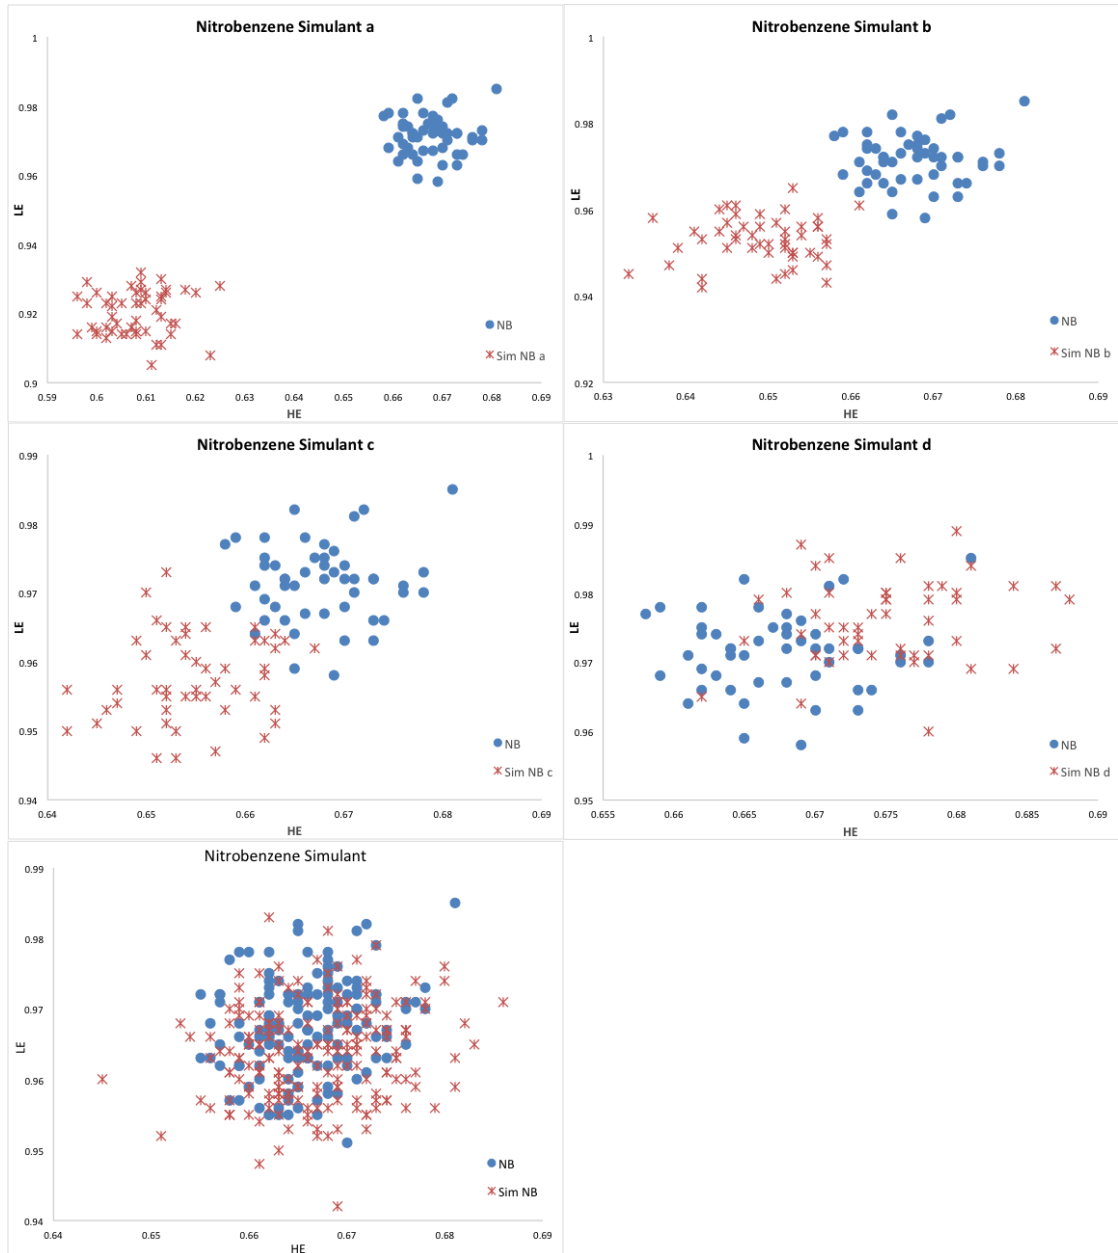 Nitrobenzene Simulant a
1
0.98
0.96
0.94
0.92
0.9
LE
0.59 0.6 0.61 0.62 0.63 0.64 0.65 0.66 0.67 0.68 0.69
HE
NB
Sim NB a
Nitrobenzene Simulant b
1
0.98
0.96
0.94
0.92
LE
0.63 0.64 0.65 0.66 0.67 0.68 0.69
HE
NB
Sim NB b
Nitrobenzene Simulant c
0.99
0.98
0.97
0.96
0.95
0.94
LE
0.64 0.65 0.66 0.67 0.68 0.69
HE
NB
Sim NB c
Nitrobenzene Simulant d
1
0.99
0.98
0.97
0.96
0.95
LE
0.655 0.66 0.665 0.67 0.675 0.68 0.685 0.69
HE
NB
Sim NB d
Nitrobenzene Simulant
0.99
0.98
0.97
0.96
0.95
0.94
LE
0.64 0.65 0.66 0.67 0.68 0.69
HE
NB
Sim NB